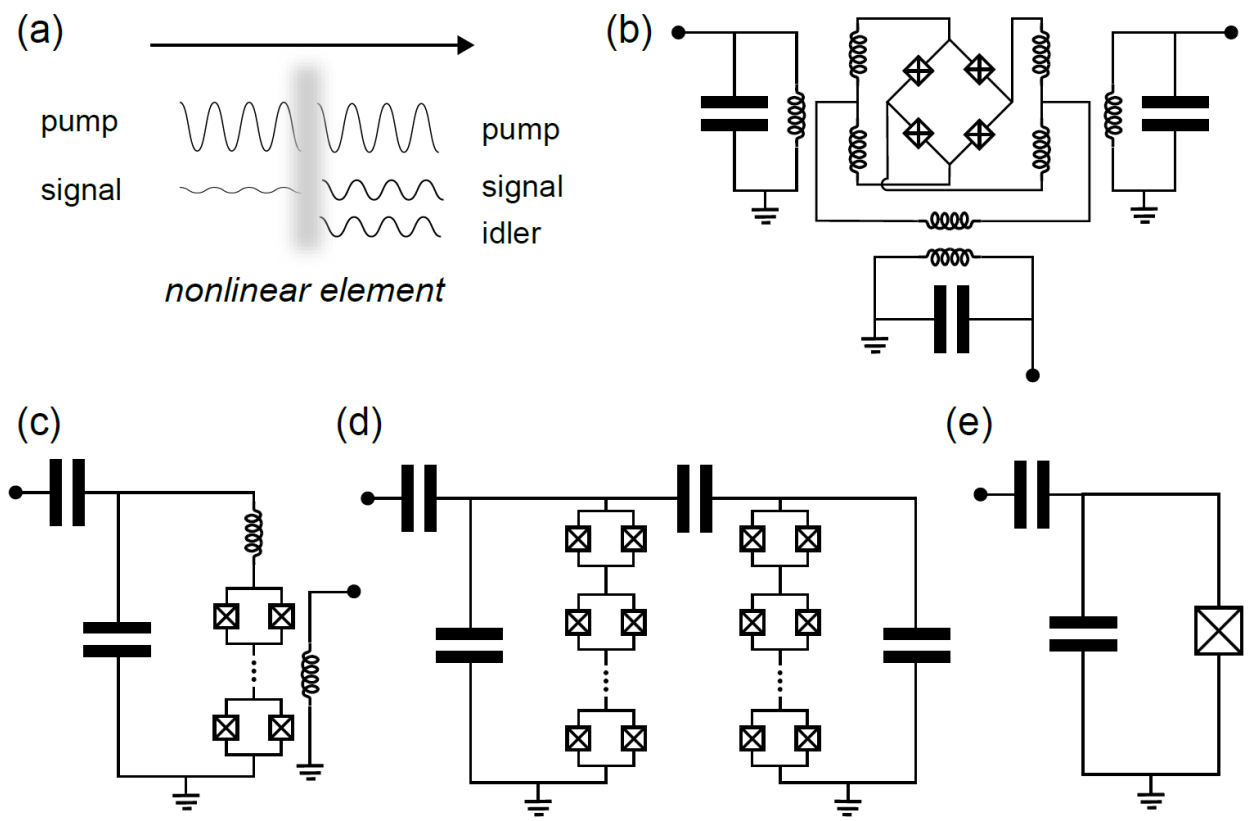 (a)
pump
signal
pump
signal
idler
nonlinear element
(b)
(c)
(d)
(e)